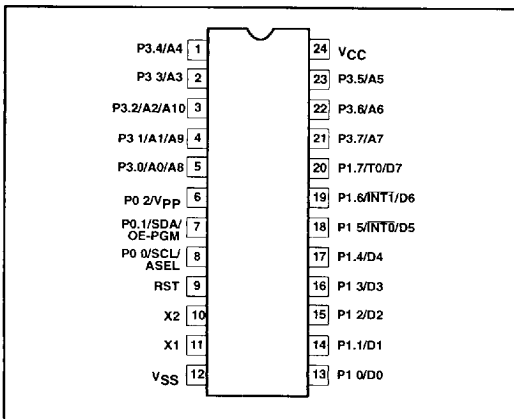 P3.4/A4 1
P3 3/A3 2
P3.2/A2/A10 3
P3 1/A1/A9 4
P3.0/A0/A8 5
P0 2/VPP 6
P0.1/SDA/
OE-PGM 7
P0 0/SCL/
ASEL 8
RST 9
X2 10
X1 11
VSS 12
24 VCC
23 P3.5/A5
22 P3.6/A6
21 P3.7/A7
20 P1.7/T0/D7
19 P1.6/INT1/D6
18 P1 5/INT0/D5
17 P1.4/D4
16 P1 3/D3
15 P1 2/D2
14 P1.1/D1
13 P1 0/D0